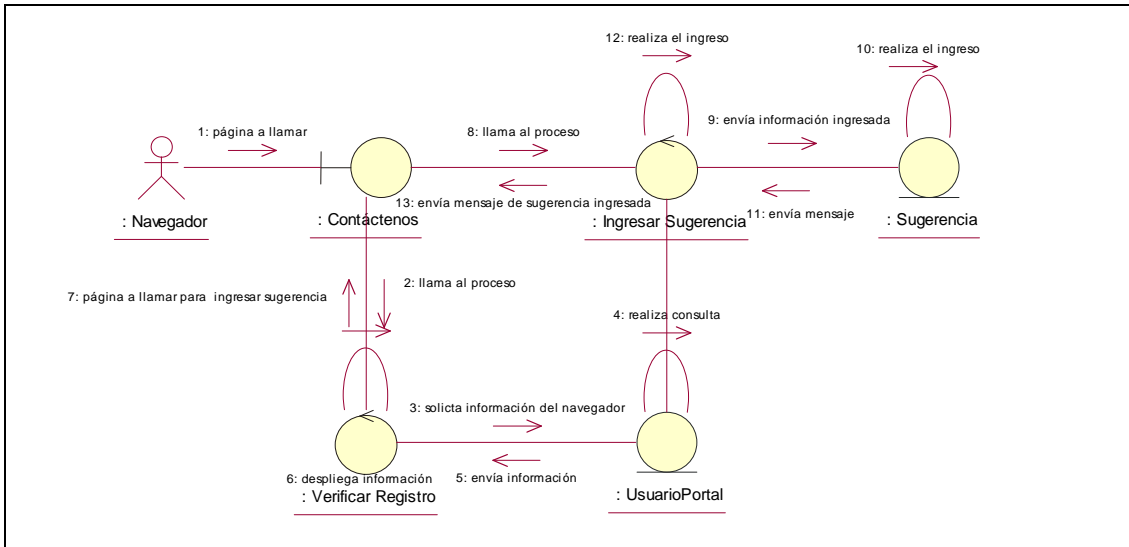 12: realiza el ingreso
10: realiza el ingreso
1: página a llamar
8: llama al proceso
9: envía información ingresada
13: envía mensaje de sugerencia ingresada
11: envía mensaje
: Navegador
: Contáctenos
: Ingresar Sugerencia
: Sugerencia
7: página a llamar para ingresar sugerencia
2: llama al proceso
4: realiza consulta
3: solicta información del navegador
6: despliega información
5: envía información
: Verificar Registro
: UsuarioPortal